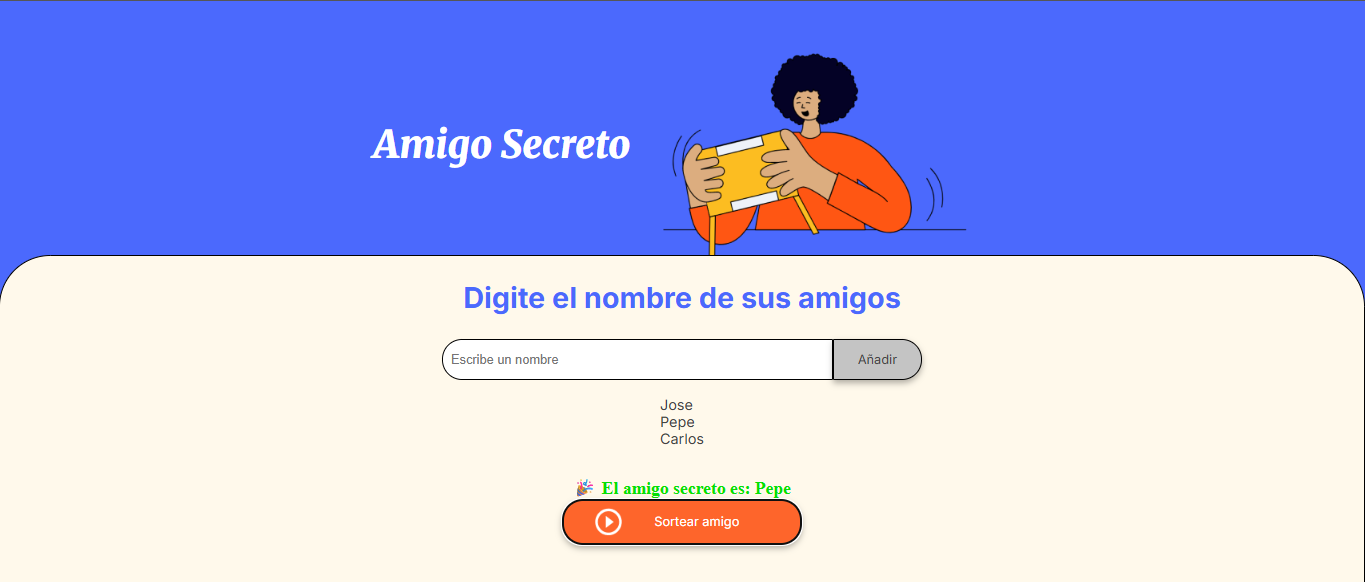 Amigo Secreto
Digite el nombre de sus amigos
Escribe un nombre
Añadir
Jose
Pepe
Carlos
🎉 El amigo secreto es: Pepe
Sortear amigo